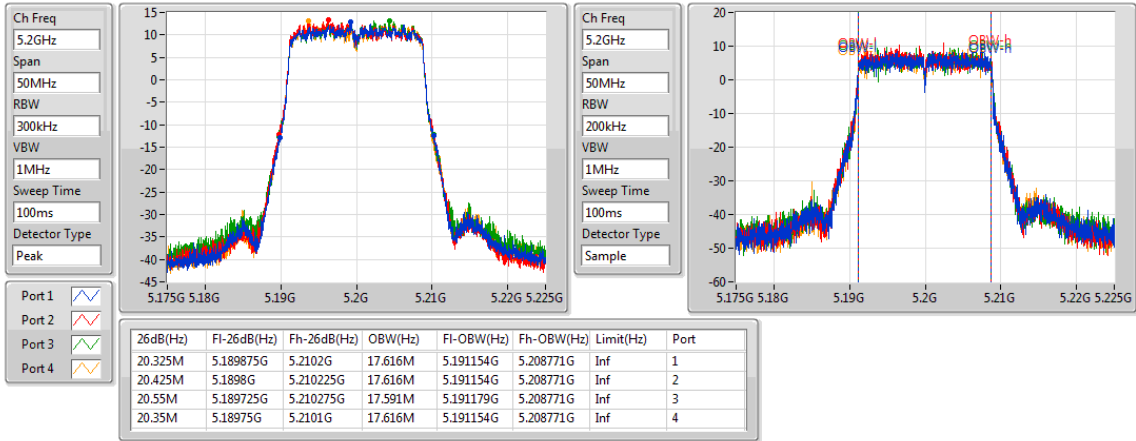 Ch Freq
5.2GHz
Span
50MHz
RBW
300kHz
VBW
1MHz
Sweep Time
100ms
Detector Type
Peak
15
10
5
0
-5
-10
-15
-20
-25
-30
-35
-40
-45
5.175G 5.18G 5.19G 5.2G 5.21G 5.22G 5.225G
Ch Freq
5.2GHz
Span
50MHz
RBW
200kHz
VBW
1MHz
Sweep Time
100ms
Detector Type
Sample
20
10
0
-10
-20
-30
-40
-50
-60
OBW-l OBW-h
5.175G 5.18G 5.19G 5.2G 5.21G 5.22G 5.225G
Port 1
Port 2
Port 3
Port 4
26dB(Hz) Fl-26dB(Hz) Fh-26dB(Hz) OBW(Hz) Fl-OBW(Hz) Fh-OBW(Hz) Limit(Hz) Port
20.325M 5.189875G 5.2102G 17.616M 5.191154G 5.208771G Inf 1
20.425M 5.1898G 5.210225G 17.616M 5.191154G 5.208771G Inf 2
20.55M 5.189725G 5.210275G 17.591M 5.191179G 5.208771G Inf 3
20.35M 5.18975G 5.2101G 17.616M 5.191154G 5.208771G Inf 4